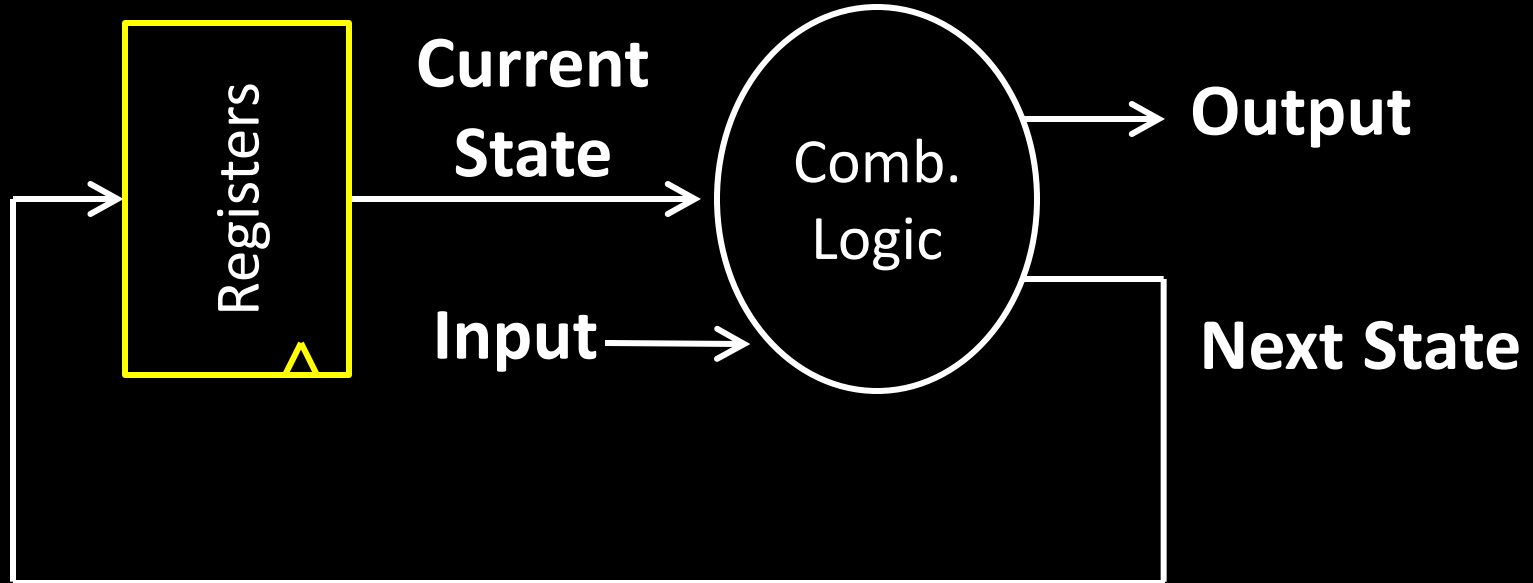 Registers
Current
State
Input
Comb.
Logic
Output
Next State